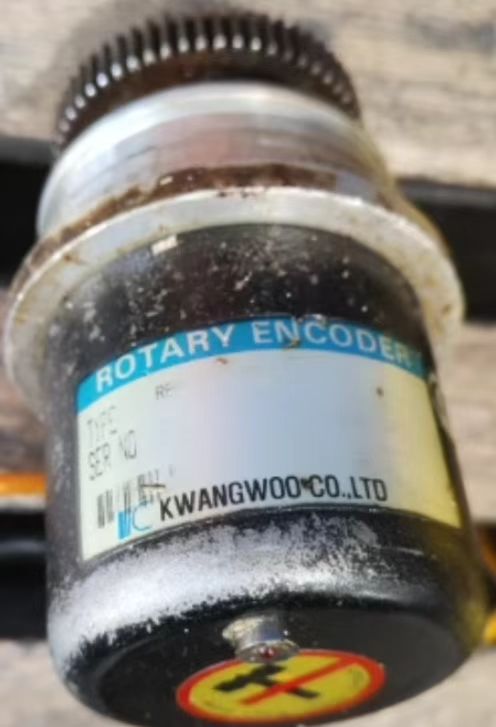 ROTARY ENCODER
TYPE
SER NO
KWANGWOO CO.,LTD